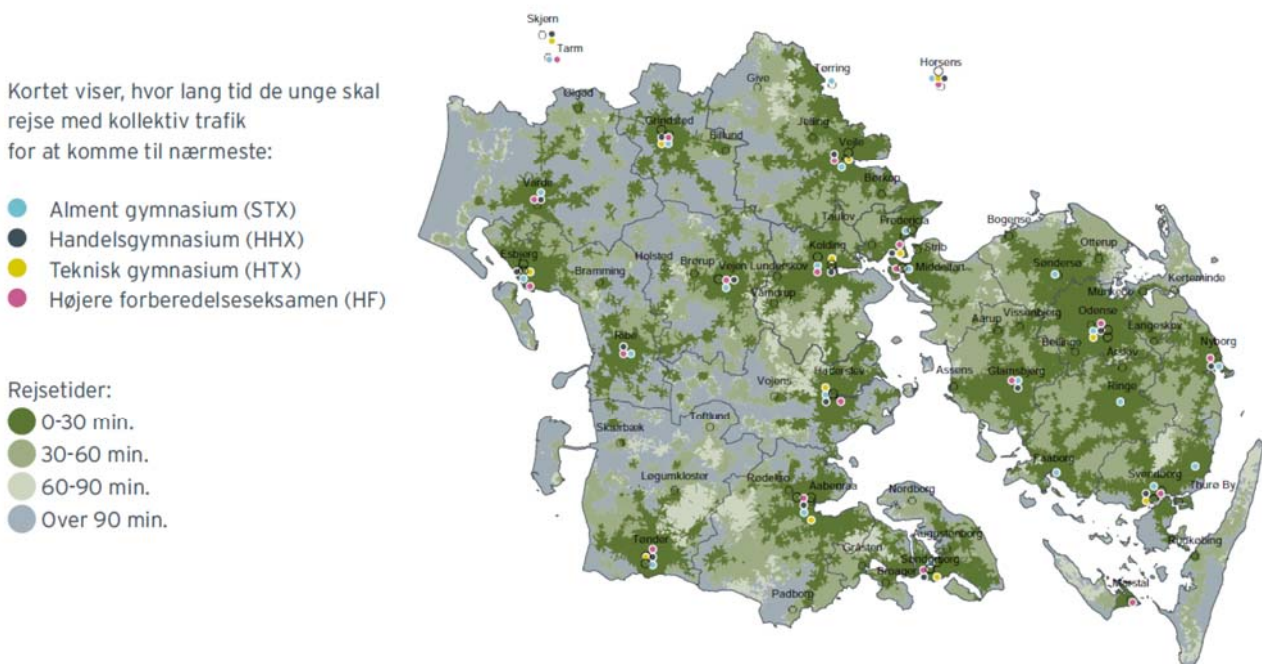 Kortet viser, hvor lang tid de unge skal
rejse med kollektiv trafik
for at komme til nærmeste:
Alment gymnasium (STX)
Handelsgymnasium (HHX)
Teknisk gymnasium (HTX)
Højere forberedelseseksamen (HF)
Rejsetider:
0-30 min.
30-60 min.
60-90 min.
Over 90 min.
Skjern
Tarm
Tørring
Horsens
Give
Ølgod
Grindsted
Billund
Jelling
Vejle
Varde
Børkop
Taulov
Fredericia
Bogense
Strib
Otterup
Esbjerg
Holsted
Brørup
Vejen
Lunderskov
Kolding
Middelfart
Søndersø
Bramming
Vamdrup
Munkebo
Kerteminde
Aarup
Vissenbjerg
Odense
Langeskov
Ribe
Bellinge
Årslev
Nyborg
Vojens
Haderslev
Assens
Glamsbjerg
Ringe
Toftlund
Skærbæk
Faaborg
Svendborg
Thurø By
Løgumkloster
Rødekro
Aabenraa
Nordborg
Tønder
Gråsten
Augustenborg
Rudkøbing
Broager
Sønderborg
Padborg
Marstal